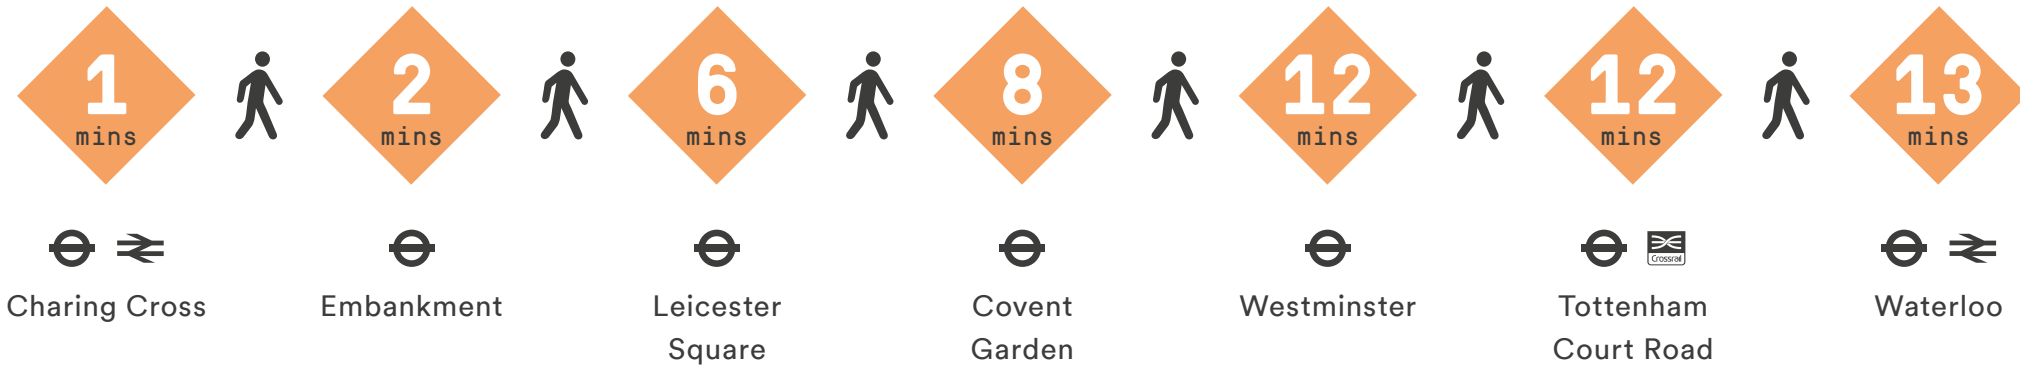 1
mins
2
mins
6
mins
8
mins
12
mins
12
mins
13
mins
Crossrail
Charing Cross
Embankment
Leicester
Square
Covent
Garden
Westminster
Tottenham
Court Road
Waterloo